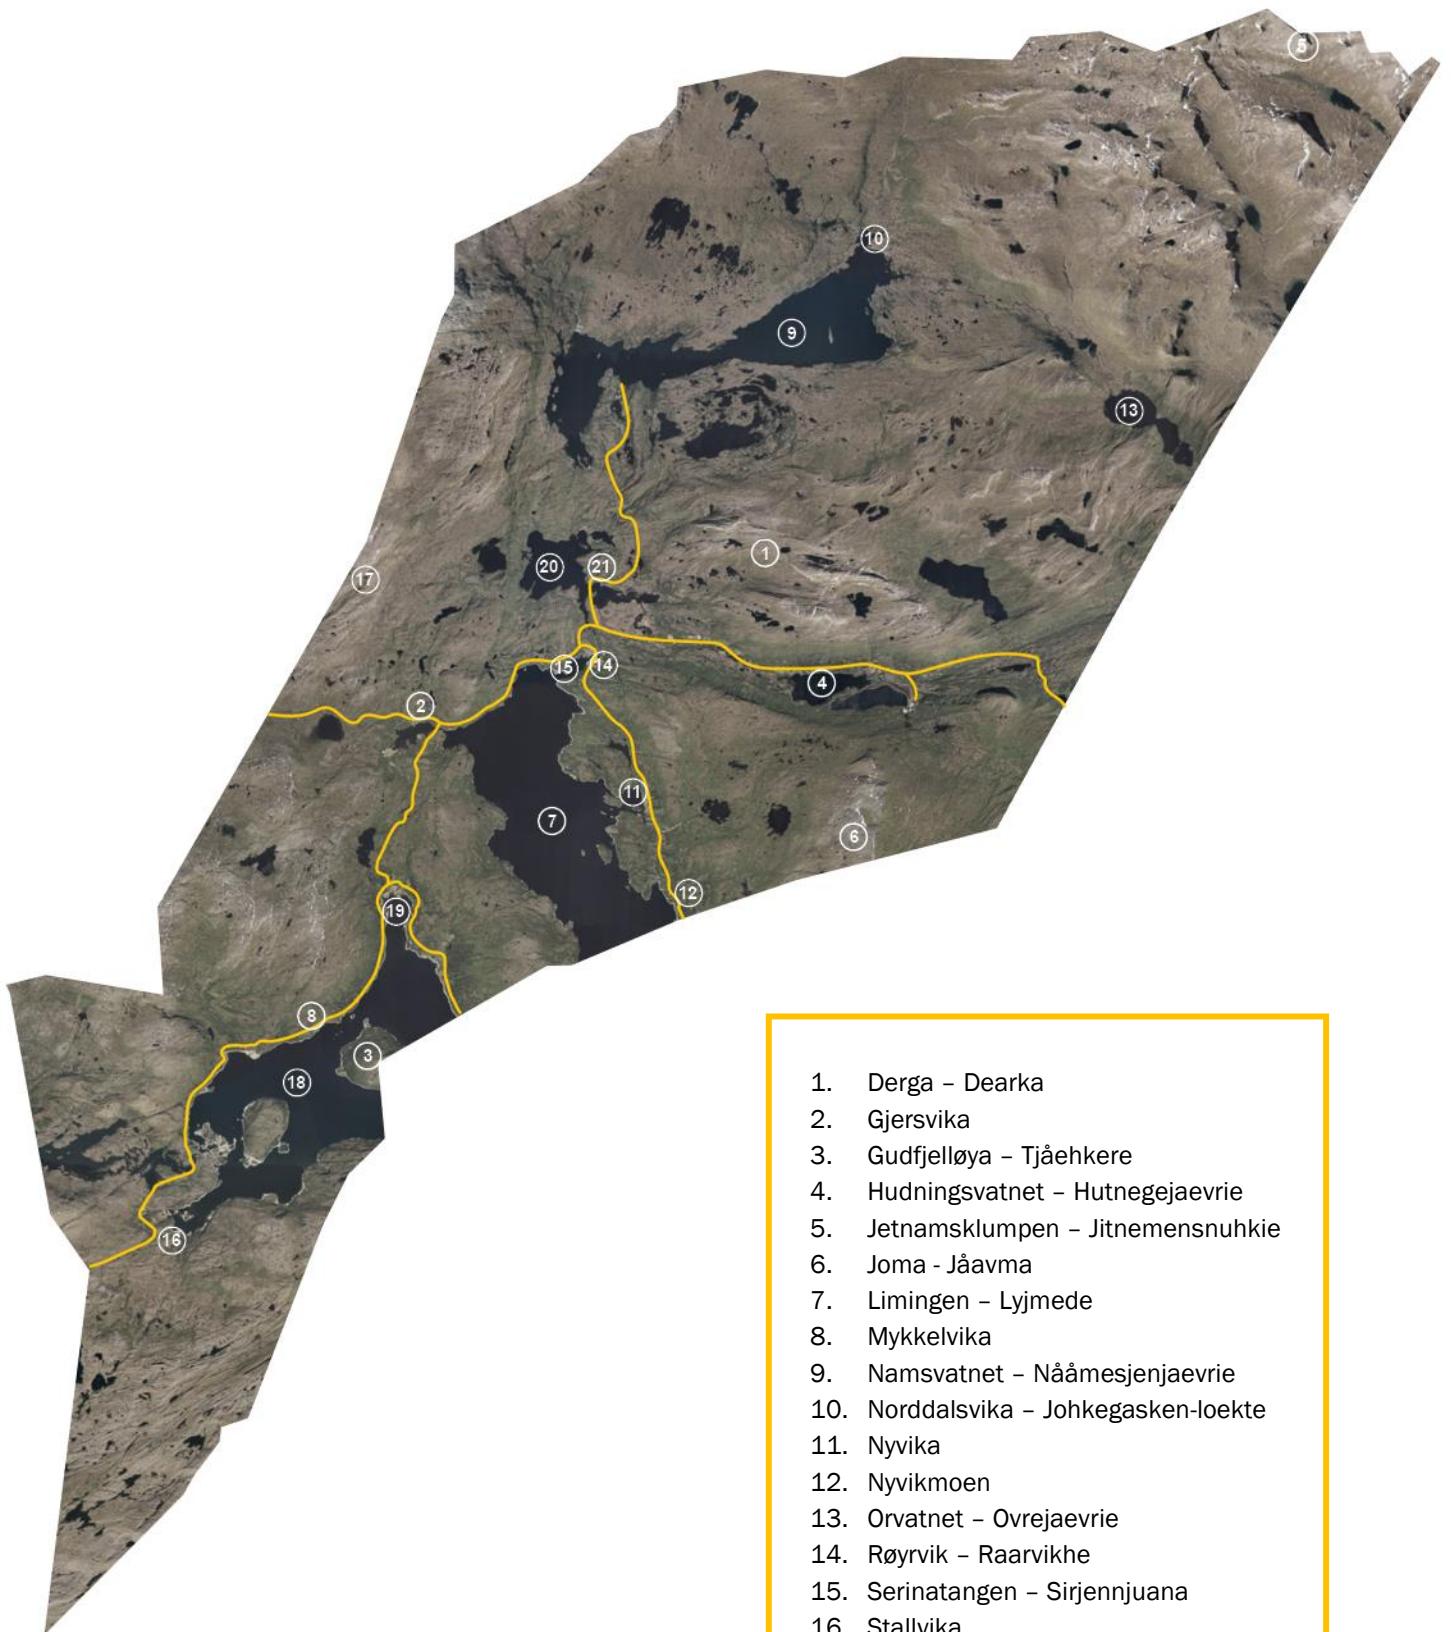 5
10
9
13
1
17
20
21
15
14
4
2
11
7
6
12
19
8
3
18
16
1. Derga – Dearka
2. Gjersvika
3. Gudfjelløya – Tjåehkere
4. Hudningsvatnet – Hutnegejaevrie
5. Jetnamsklumpen – Jitnemensnuhkie
6. Joma - Jåavma
7. Limingen – Lyjmede
8. Mykkelvika
9. Namsvatnet – Nååmesjenjaevrie
10. Norddalsvika – Johkegasken-loekte
11. Nyvika
12. Nyvikmoen
13. Orvatnet – Ovrejaevrie
14. Røyrvik – Raarvikhe
15. Serinatangen – Sirjennjuana
16. Stallvika